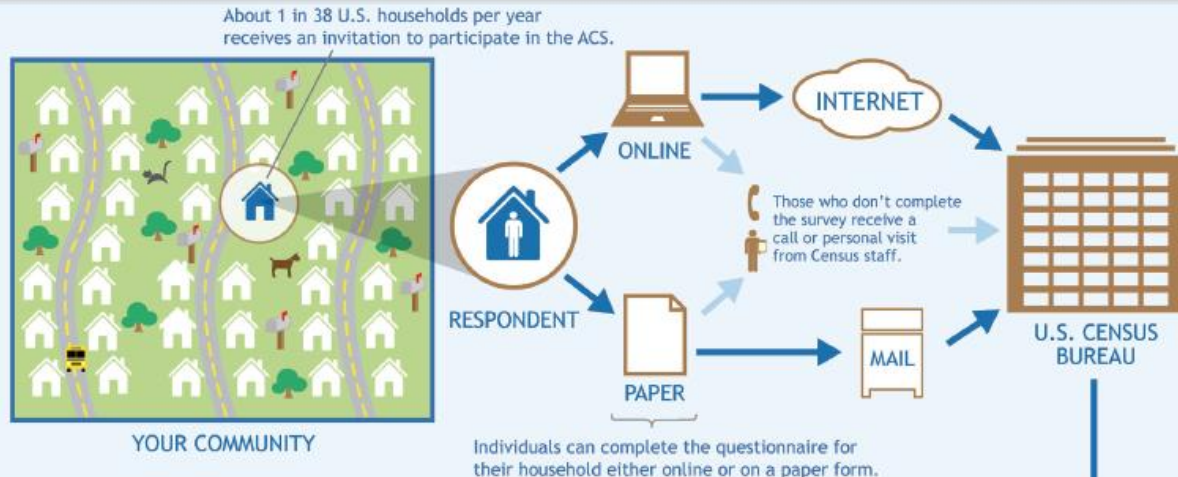 About 1 in 38 U.S. households per year
receives an invitation to participate in the ACS.
YOUR COMMUNITY
RESPONDENT
ONLINE
INTERNET
Those who don’t complete
the survey receive a
call or personal visit
from Census staff.
PAPER
MAIL
U.S. CENSUS
BUREAU
Individuals can complete the questionnaire for
their household either online or on a paper form.